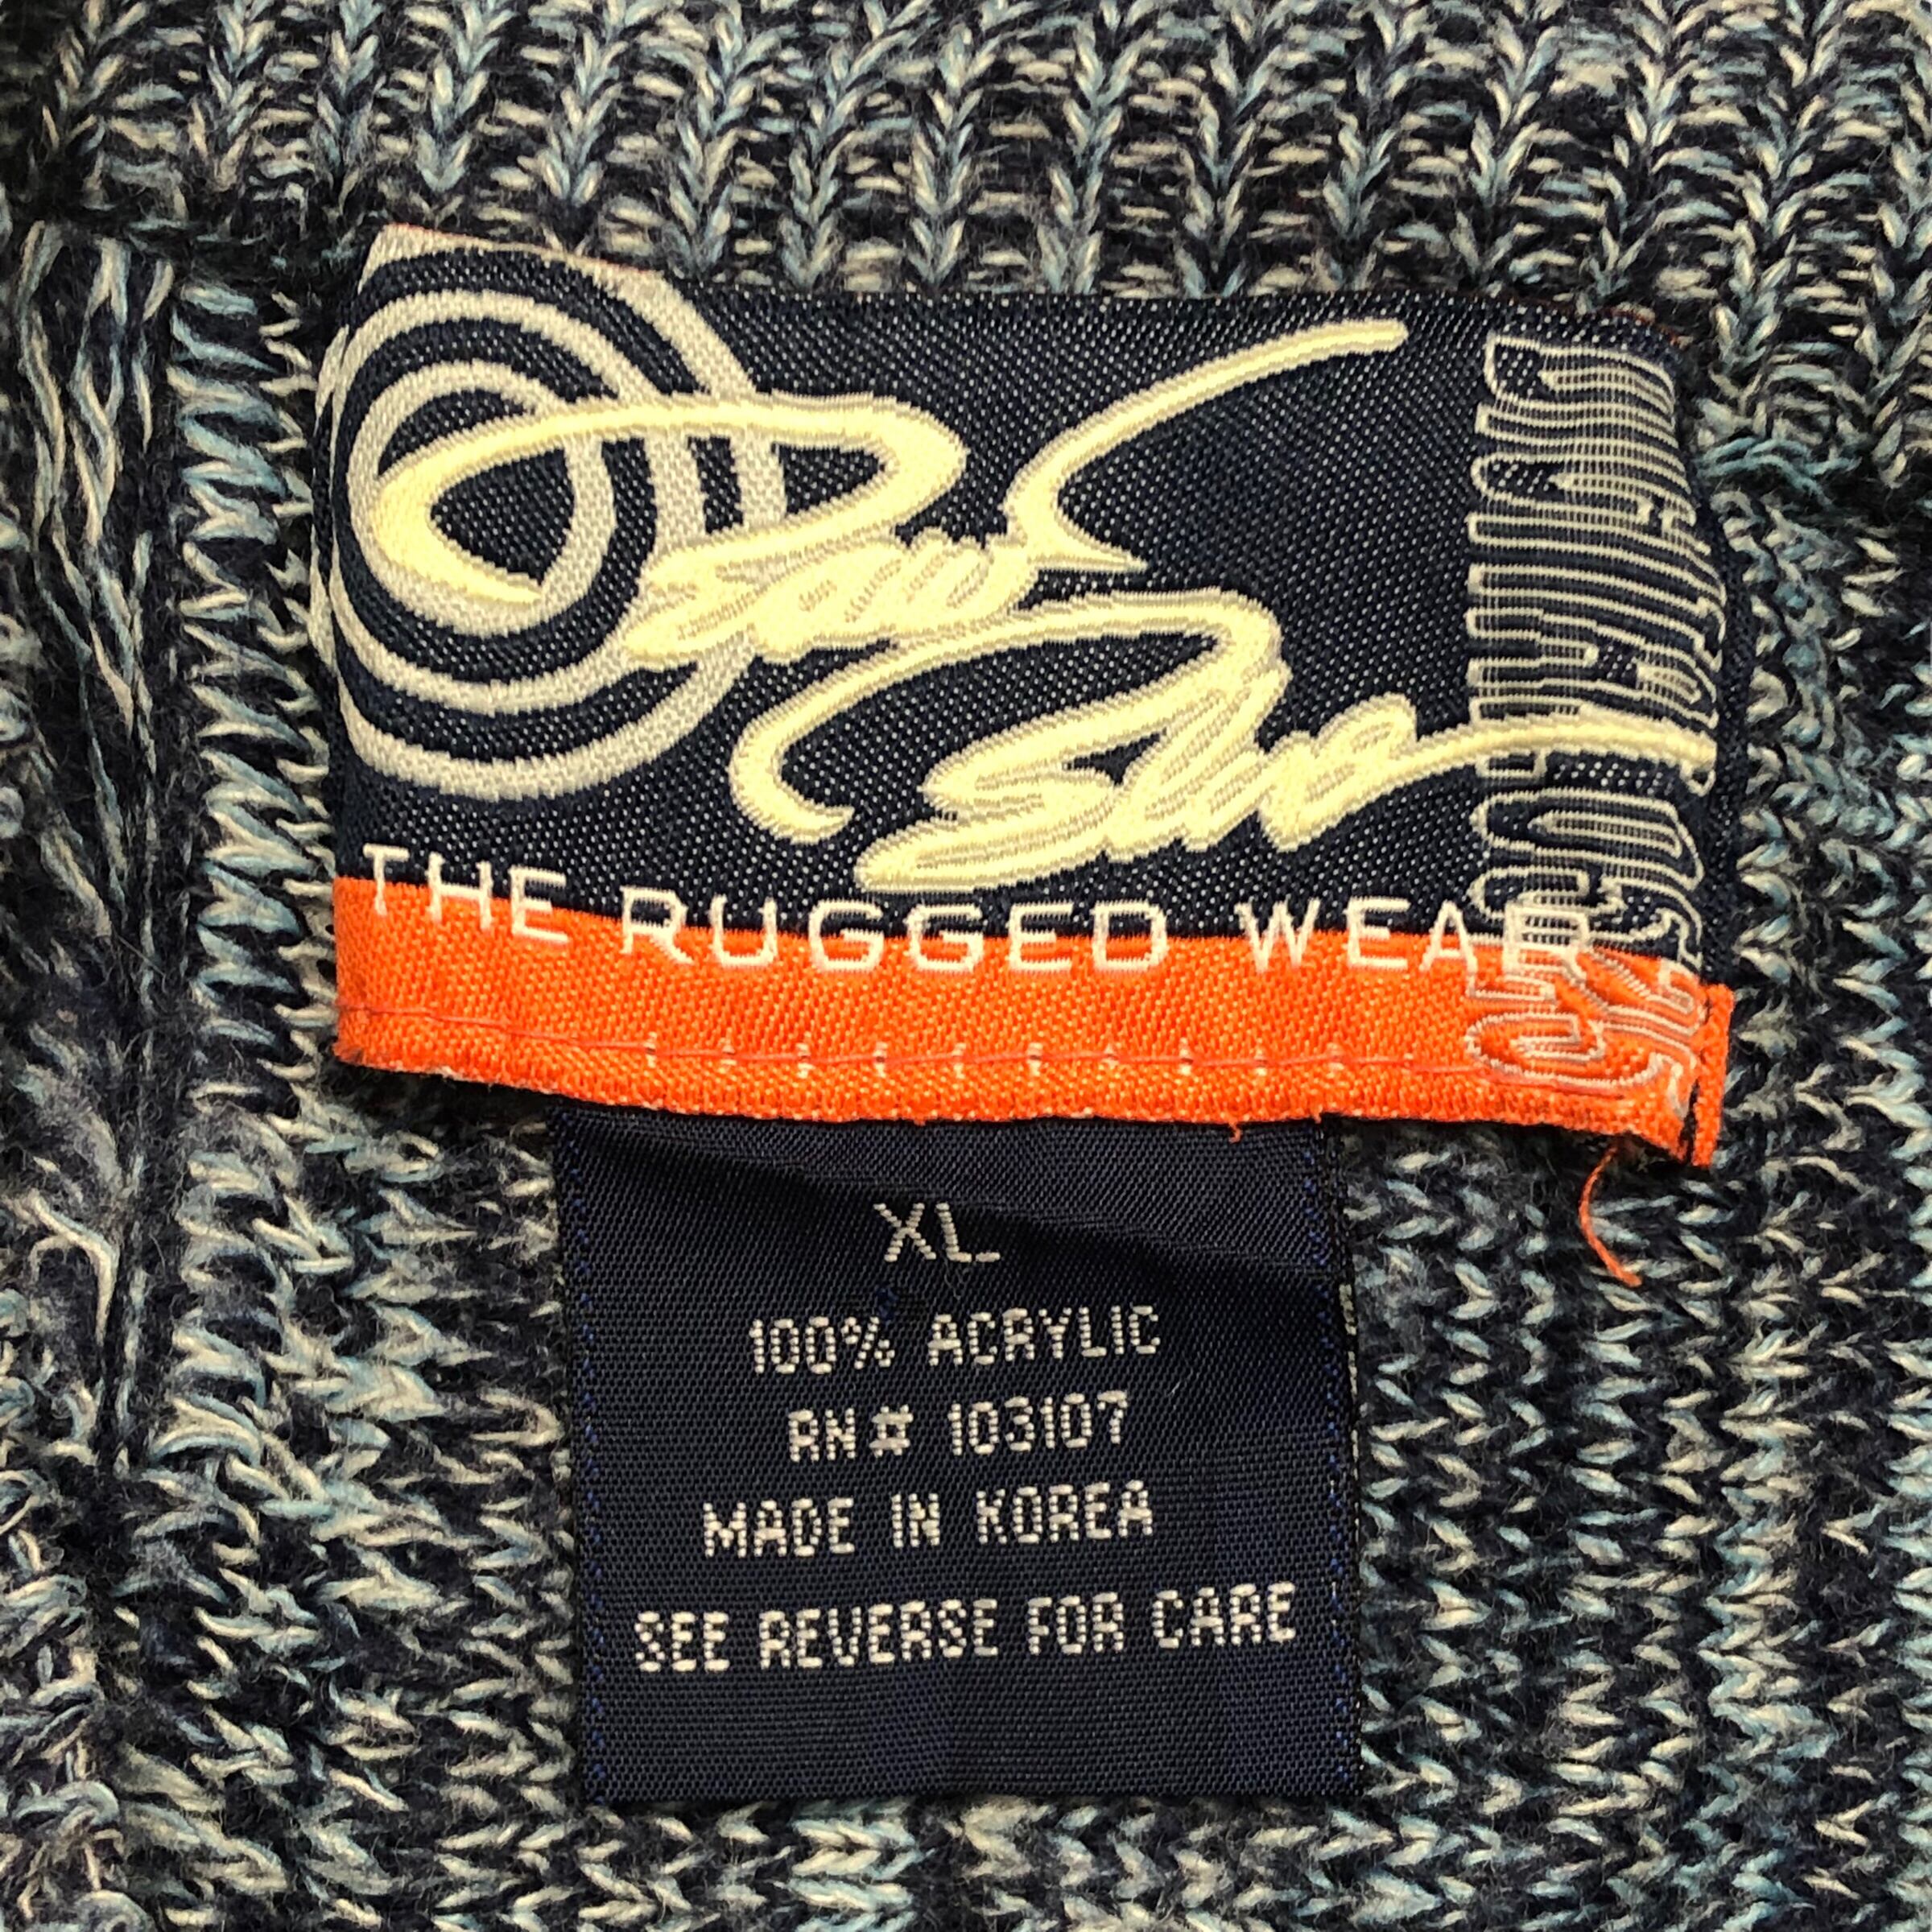 THE RUGGED WEAR
XL
100% ACRYLIC
RN# 103107
MADE IN KOREA
SEE REVERSE FOR CARE